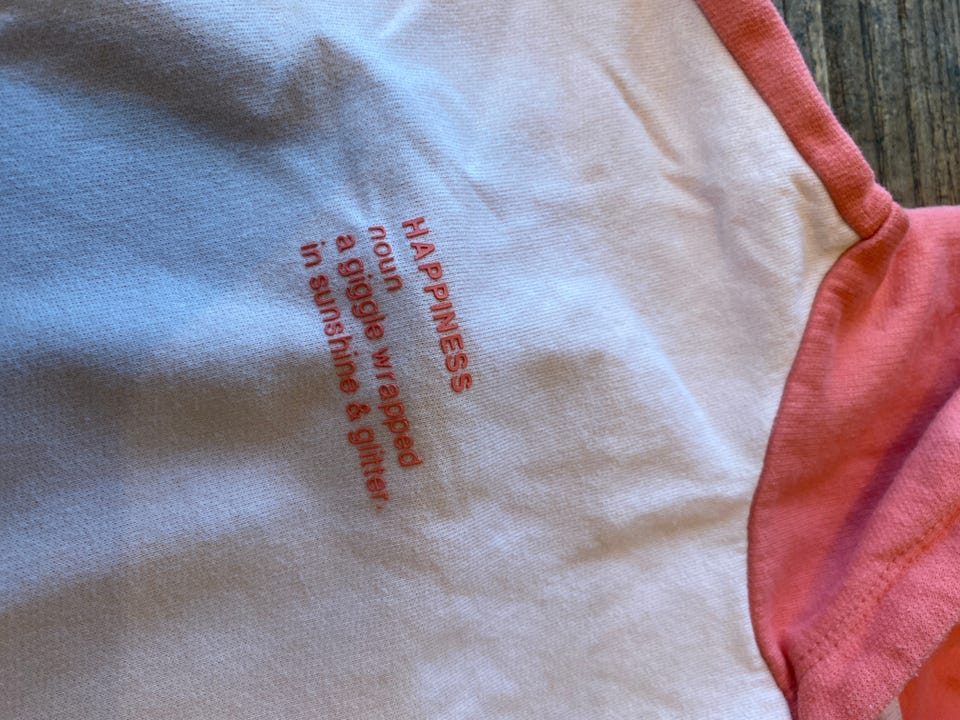 HAPPINESS
noun
a giggle wrapped
in sunshine & glitter.